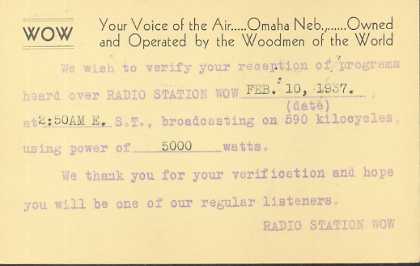 WOW
Your Voice of the Air.....Omaha Neb.,......Owned
and Operated by the Woodmen of the World
We wish to verify your reception of programs
heard over RADIO STATION WOW FEB. 10, 1937. ,
(date)
at 2:50AM E. S.T., broadcasting on 590 kilocycles,
using power of 5000 watts.
We thank you for your verification and hope
you will be one of our regular listeners.
RADIO STATION WOW